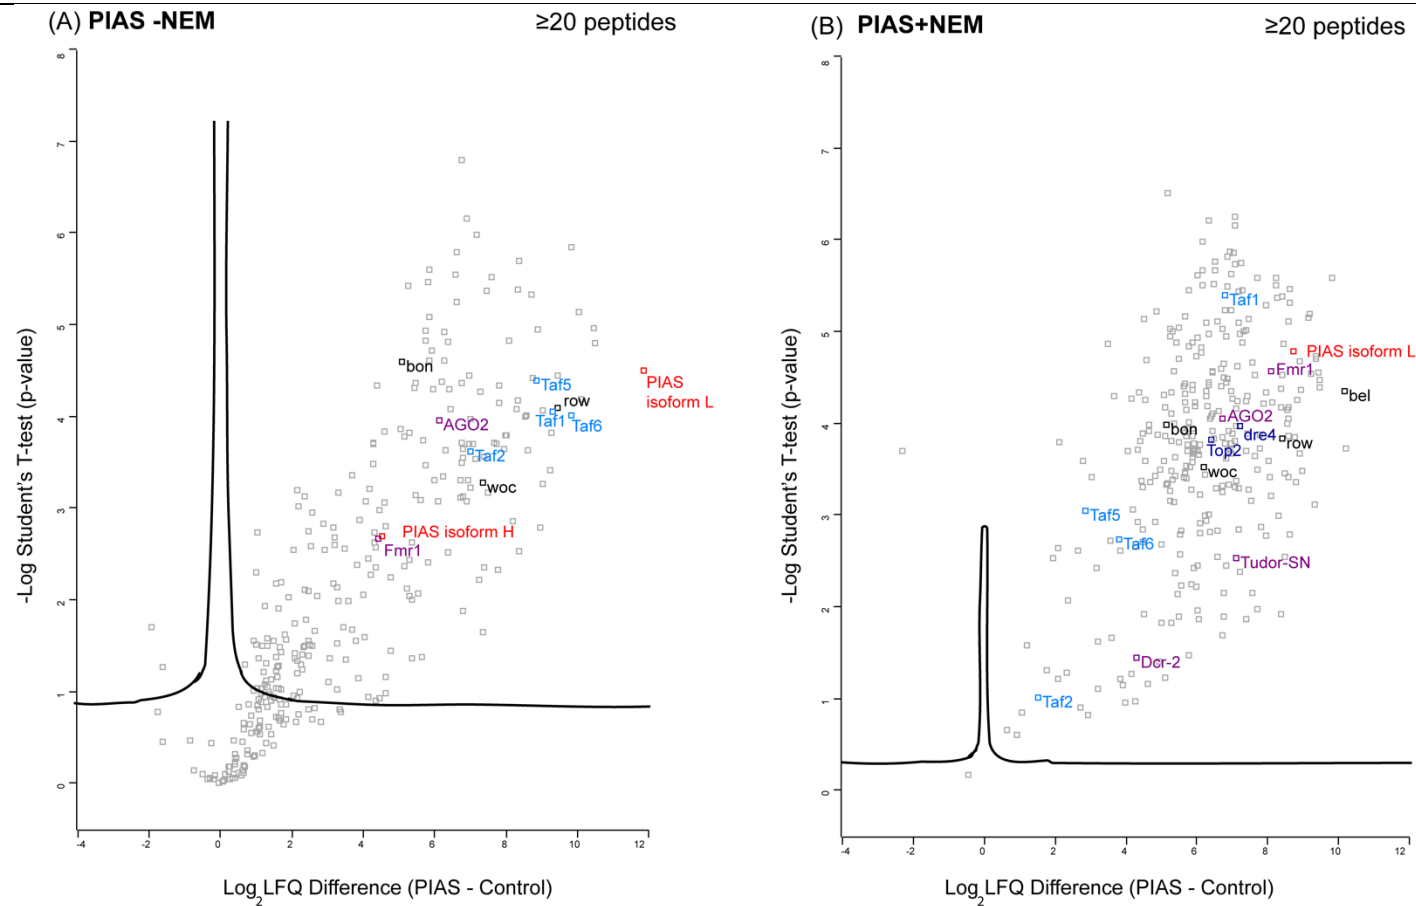 (A) PIAS -NEM
≥20 peptides
8
7
6
5
4
3
2
1
0
-Log Student's T-test (p-value)
bon
Taf5
row
Taf1
Taf6
PIAS
isoform L
AGO2
Taf2
woc
PIAS isoform H
Fmr1
-4 -2 0 2 4 6 8 10 12
Log2LFQ Difference (PIAS - Control)
(B) PIAS+NEM
≥20 peptides
8
7
6
5
4
3
2
1
0
-Log Student's T-test (p-value)
Taf1
PIAS isoform L
Fmr1
bel
AGO2
bon
dre4
Top2
row
woc
Taf5
Taf6
Tudor-SN
Dcr-2
Taf2
-4 -2 0 2 4 6 8 10 12
Log2LFQ Difference (PIAS - Control)